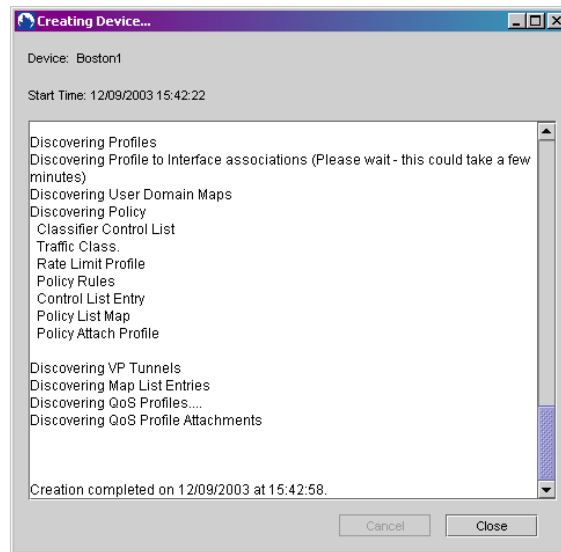 Creating Device...
Device: Boston1
Start Time: 12/09/2003 15:42:22
Discovering Profiles
Discovering Profile to Interface associations (Please wait - this could take a few
minutes)
Discovering User Domain Maps
Discovering Policy
Classifier Control List
Traffic Class.
Rate Limit Profile
Policy Rules
Control List Entry
Policy List Map
Policy Attach Profile
Discovering VP Tunnels
Discovering Map List Entries
Discovering QoS Profiles....
Discovering QoS Profile Attachments
Creation completed on 12/09/2003 at 15:42:58.
Cancel Close